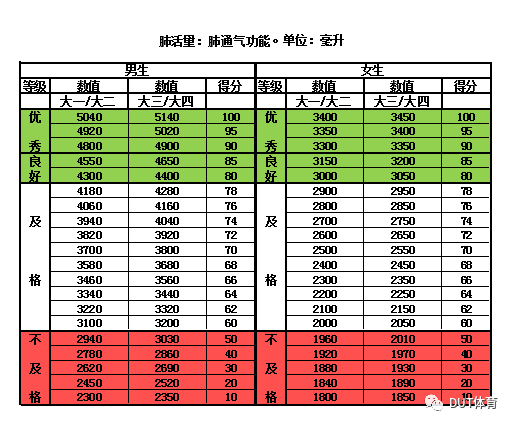 肺活量：肺通气功能。单位：毫升
男生 女生
等级 数值 数值 得分 等级 数值 数值 得分
大一/大二 大三/大四 大一/大二 大三/大四
优 5040 5140 100 优 3400 3450 100
4920 5020 95 3350 3400 95
秀 4800 4900 90 秀 3300 3350 90
良 4550 4650 85 良 3150 3200 85
好 4300 4400 80 好 3000 3050 80
4180 4280 78 2900 2950 78
4060 4160 76 2800 2850 76
及 3940 4040 74 及 2700 2750 74
3820 3920 72 2600 2650 72
3700 3800 70 2500 2550 70
3580 3680 68 2400 2450 68
格 3460 3560 66 格 2300 2350 66
3340 3440 64 2200 2250 64
3220 3320 62 2100 2150 62
3100 3200 60 2000 2050 60
不 2940 3030 50 不 1960 2010 50
2780 2860 40 1920 1970 40
及 2620 2690 30 及 1880 1930 30
2450 2520 20 1840 1890 20
格 2300 2350 10 格 1800 1850 10
DUT体育